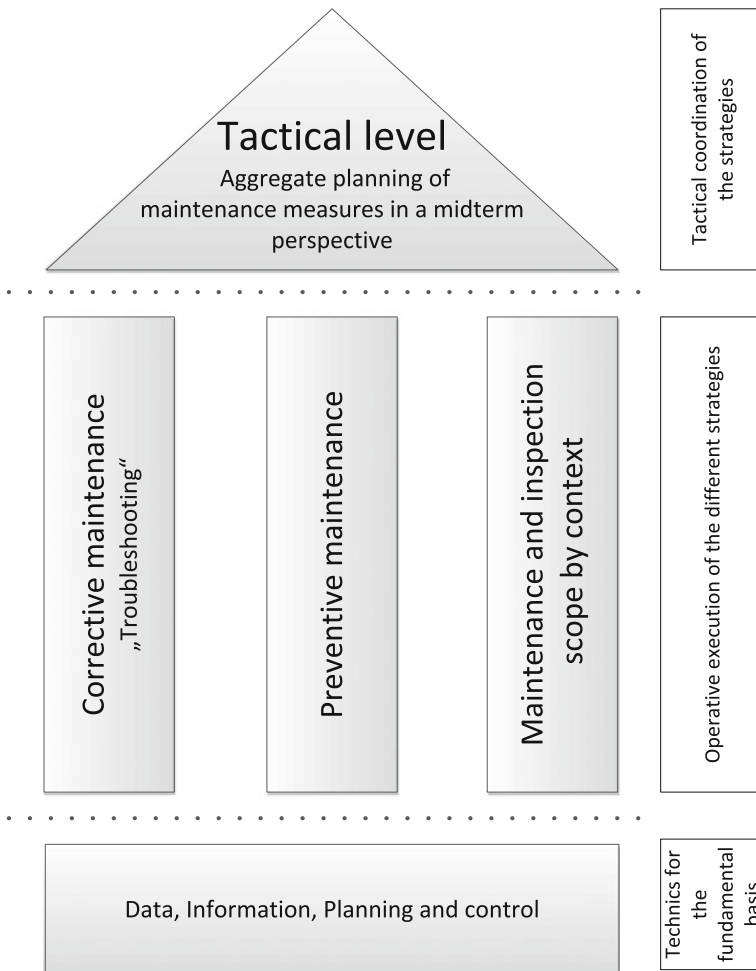 Tactical level
Aggregate planning of
maintenance measures in a midterm
perspective
Tactical coordination of
the strategies
Corrective maintenance
„Troubleshooting“
Preventive maintenance
Maintenance and inspection
scope by context
Operative execution of the different strategies
Data, Information, Planning and control
Technics for
the
fundamental
basis